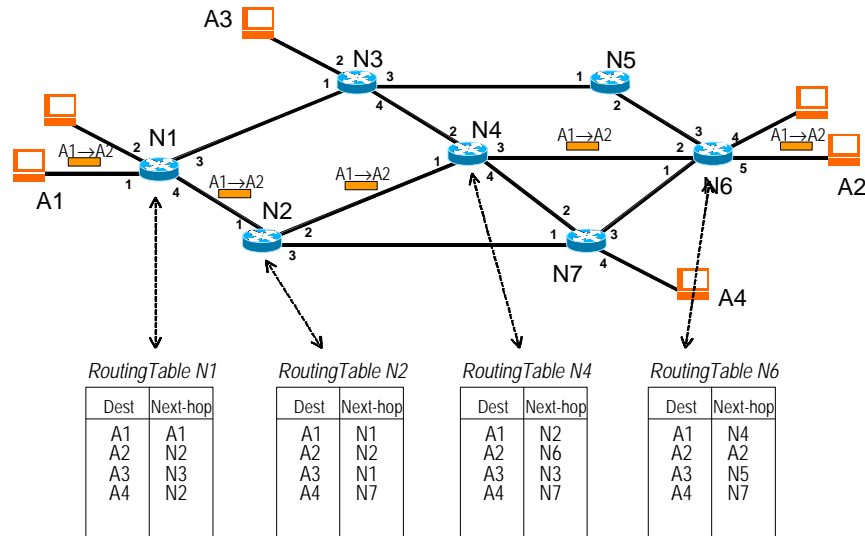 A3
N3
2
1
3
4
N5
1
2
N1
A1→A2
2
3
1
4
A1
A1→A2
N2
1
2
3
A1→A2
N4
2
3
1
4
A1→A2
N6
3
4
2
5
1
A1→A2
A2
N7
2
1
3
4
A4
RoutingTable N1
Dest Next-hop
A1 A1
A2 N2
A3 N3
A4 N2
RoutingTable N2
Dest Next-hop
A1 N1
A2 N2
A3 N1
A4 N7
RoutingTable N4
Dest Next-hop
A1 N2
A2 N6
A3 N3
A4 N7
RoutingTable N6
Dest Next-hop
A1 N4
A2 A2
A3 N5
A4 N7